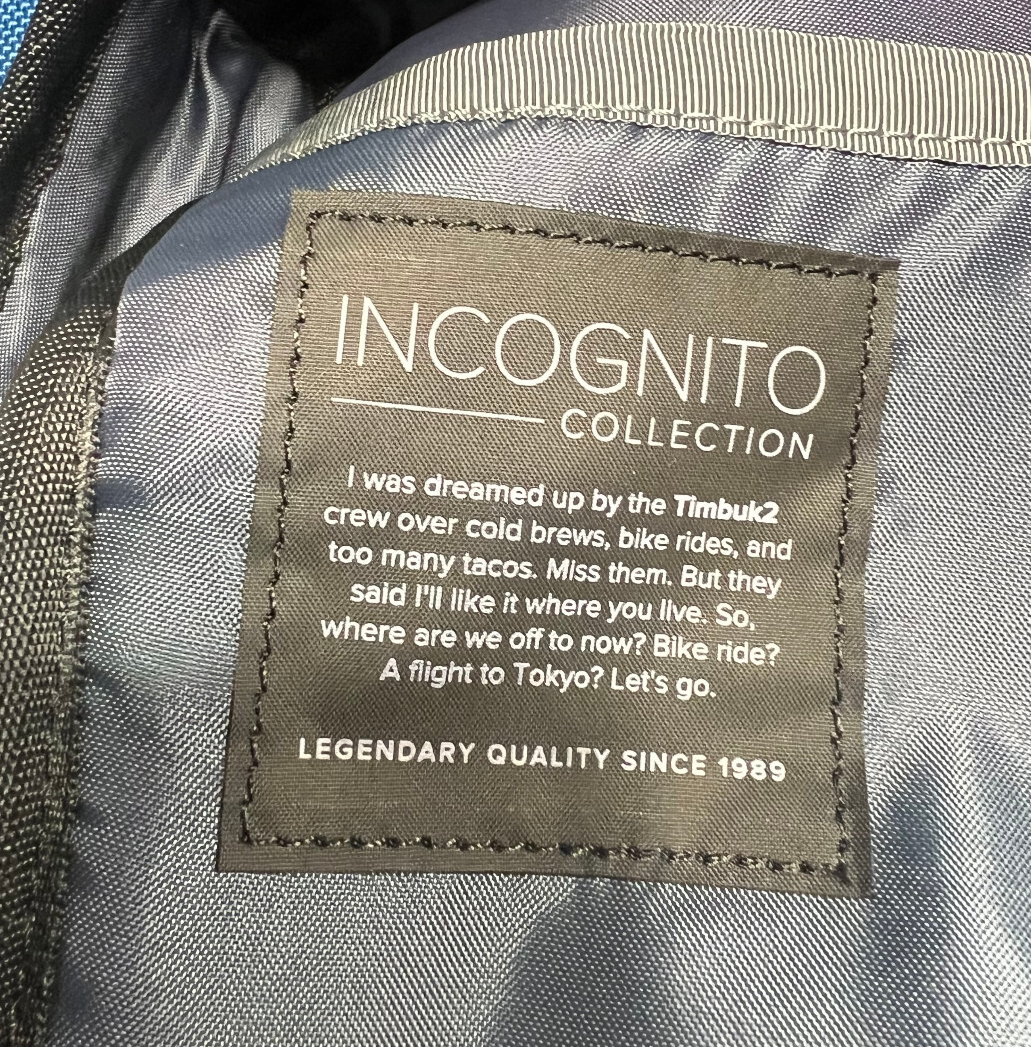 INCOGNITO
COLLECTION
I was dreamed up by the Timbuk2
crew over cold brews, bike rides, and
too many tacos. Miss them. But they
said I'll like it where you live. So,
where are we off to now? Bike ride?
A flight to Tokyo? Let's go.
LEGENDARY QUALITY SINCE 1989